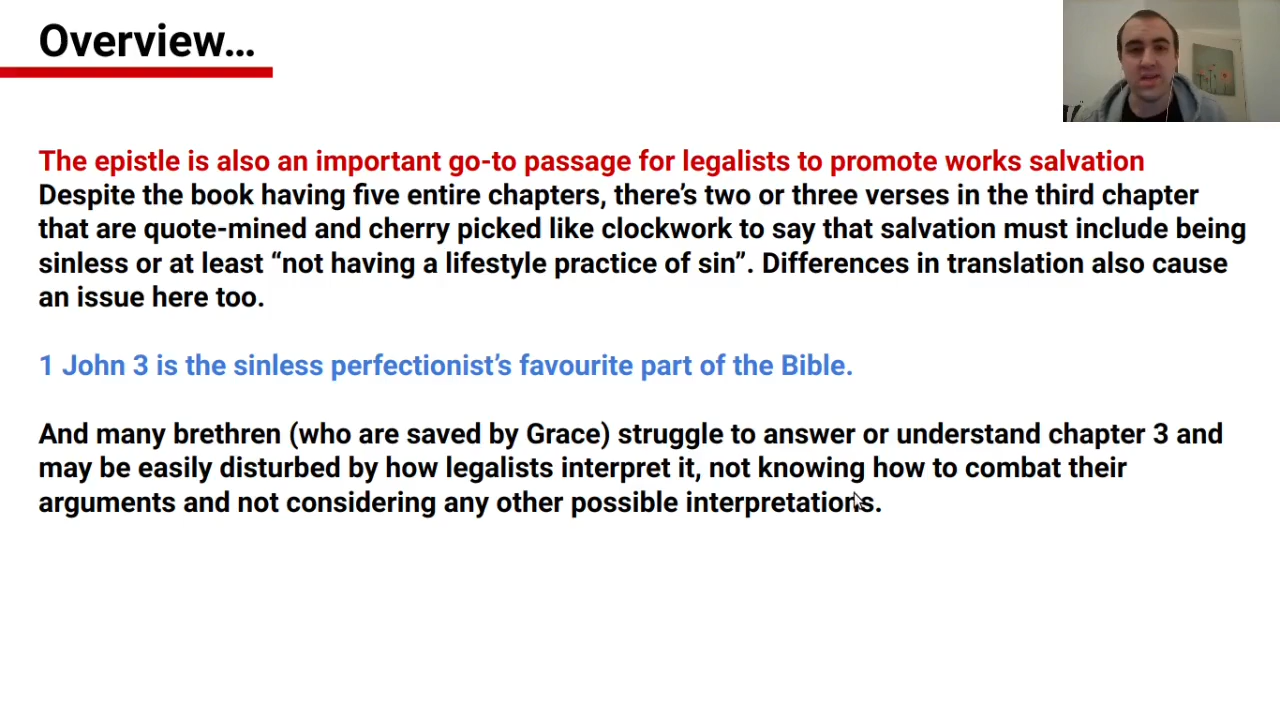 Overview...
The epistle is also an important go-to passage for legalists to promote works salvation
Despite the book having five entire chapters, there’s two or three verses in the third chapter
that are quote-mined and cherry picked like clockwork to say that salvation must include being
sinless or at least “not having a lifestyle practice of sin”. Differences in translation also cause
an issue here too.
1 John 3 is the sinless perfectionist’s favourite part of the Bible.
And many brethren (who are saved by Grace) struggle to answer or understand chapter 3 and
may be easily disturbed by how legalists interpret it, not knowing how to combat their
arguments and not considering any other possible interpretations.